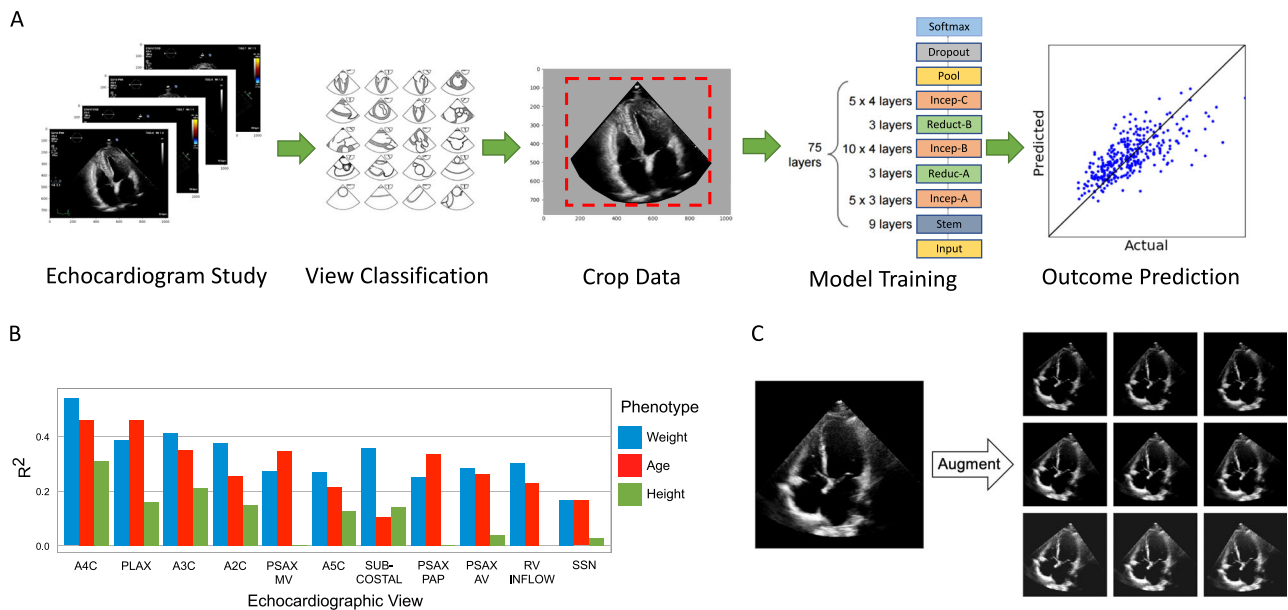 A
Echocardiogram Study
View Classification
0
200
400
600
200
400
600
800
1000
Crop Data
Softmax
Dropout
Pool
5 x 4 layers
Incep-C
3 layers
Reduct-B
75
layers
10 x 4 layers
Incep-B
3 layers
Reduc-A
5 x 3 layers
Incep-A
9 layers
Stem
Input
Model Training
Predicted
Actual
Outcome Prediction
B
R2
0.4
0.2
0.0
A4C
PLAX
A3C
A2C
PSAX
MV
A5C
SUB-
COSTAL
PSAX
PAP
PSAX
AV
RV
INFLOW
SSN
Echocardiographic View
Phenotype
Weight
Age
Height
C
Augment